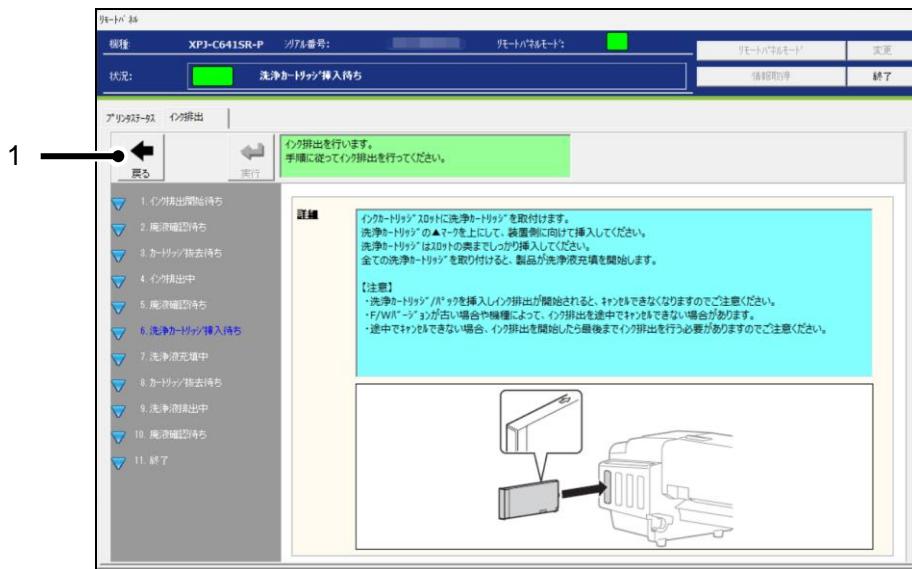 ﾘﾓｰﾄﾊﾟﾈﾙ
機種: XPJ-C641SR-P ｼﾘｱﾙ番号: ﾘﾓｰﾄﾊﾟﾈﾙﾓｰﾄﾞ: ﾘﾓｰﾄﾊﾟﾈﾙﾓｰﾄﾞ 変更
状況: 洗浄ｶｰﾄﾘｯｼﾞ挿入待ち 情報取得 終了
ﾌﾟﾘﾝﾀｽﾃｰﾀｽ ｲﾝｸ排出
1
戻る 実行
ｲﾝｸ排出を行います。
手順に従ってｲﾝｸ排出を行ってください。
1. ｲﾝｸ排出開始待ち
2. 廃液確認待ち
3. ｶｰﾄﾘｯｼﾞ抜去待ち
4. ｲﾝｸ排出中
5. 廃液確認待ち
6. 洗浄ｶｰﾄﾘｯｼﾞ挿入待ち
7. 洗浄液充填中
8. ｶｰﾄﾘｯｼﾞ抜去待ち
9. 洗浄液排出中
10. 廃液確認待ち
11. 終了
詳細
ｲﾝｸｶｰﾄﾘｯｼﾞｽﾛｯﾄに洗浄ｶｰﾄﾘｯｼﾞを取付けます。
洗浄ｶｰﾄﾘｯｼﾞの▲ﾏｰｸを上にして、装置側に向けて挿入してください。
洗浄ｶｰﾄﾘｯｼﾞはｽﾛｯﾄの奥までしっかり挿入してください。
全ての洗浄ｶｰﾄﾘｯｼﾞを取り付けると、製品が洗浄液充填を開始します。
【注意】
・洗浄ｶｰﾄﾘｯｼﾞ/ﾊﾟｯｸを挿入しｲﾝｸ排出が開始されると、ｷｬﾝｾﾙできなくなりますのでご注意ください。
・F/Wﾊﾞｰｼﾞｮﾝが古い場合や機種によって、ｲﾝｸ排出を途中でｷｬﾝｾﾙできない場合があります。
・途中でｷｬﾝｾﾙできない場合、ｲﾝｸ排出を開始したら最後までｲﾝｸ排出を行う必要がありますのでご注意ください。